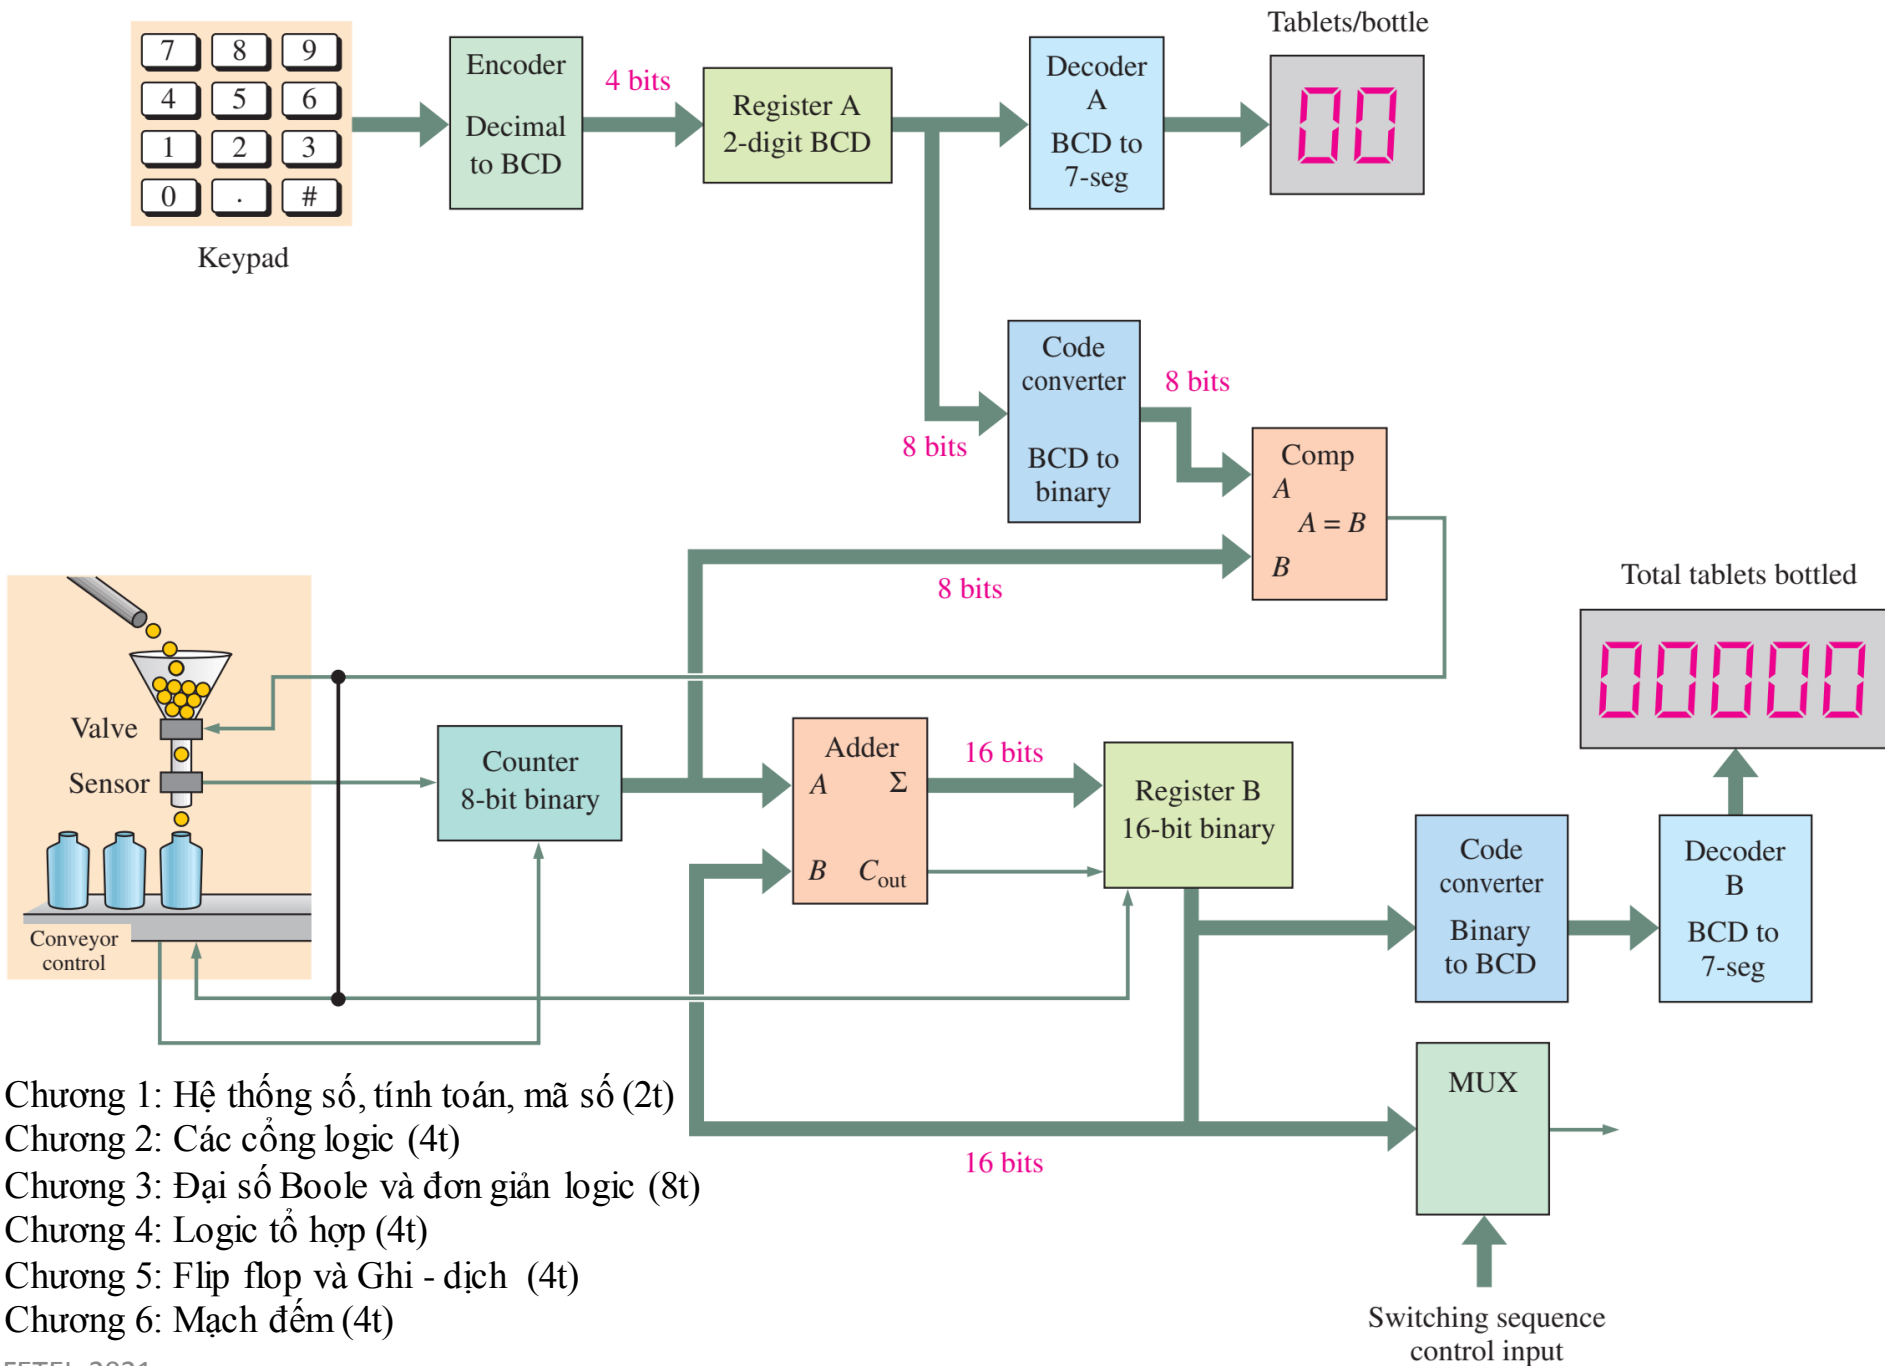 Tablets/bottle
7 8 9
4 5 6
1 2 3
0 . #
Keypad
Encoder
Decimal
to BCD
4 bits
Register A
2-digit BCD
Decoder
A
BCD to
7-seg
00
Code
converter
BCD to
binary
8 bits
8 bits
Comp
A
A = B
B
8 bits
Total tablets bottled
00000
Valve
Sensor
Conveyor
control
Counter
8-bit binary
Adder
A Σ
B Cout
16 bits
Register B
16-bit binary
Code
converter
Binary
to BCD
Decoder
B
BCD to
7-seg
MUX
16 bits
Switching sequence
control input
Chương 1: Hệ thống số, tính toán, mã số (2t)
Chương 2: Các cổng logic (4t)
Chương 3: Đại số Boole và đơn giản logic (8t)
Chương 4: Logic tổ hợp (4t)
Chương 5: Flip flop và Ghi - dịch (4t)
Chương 6: Mạch đếm (4t)